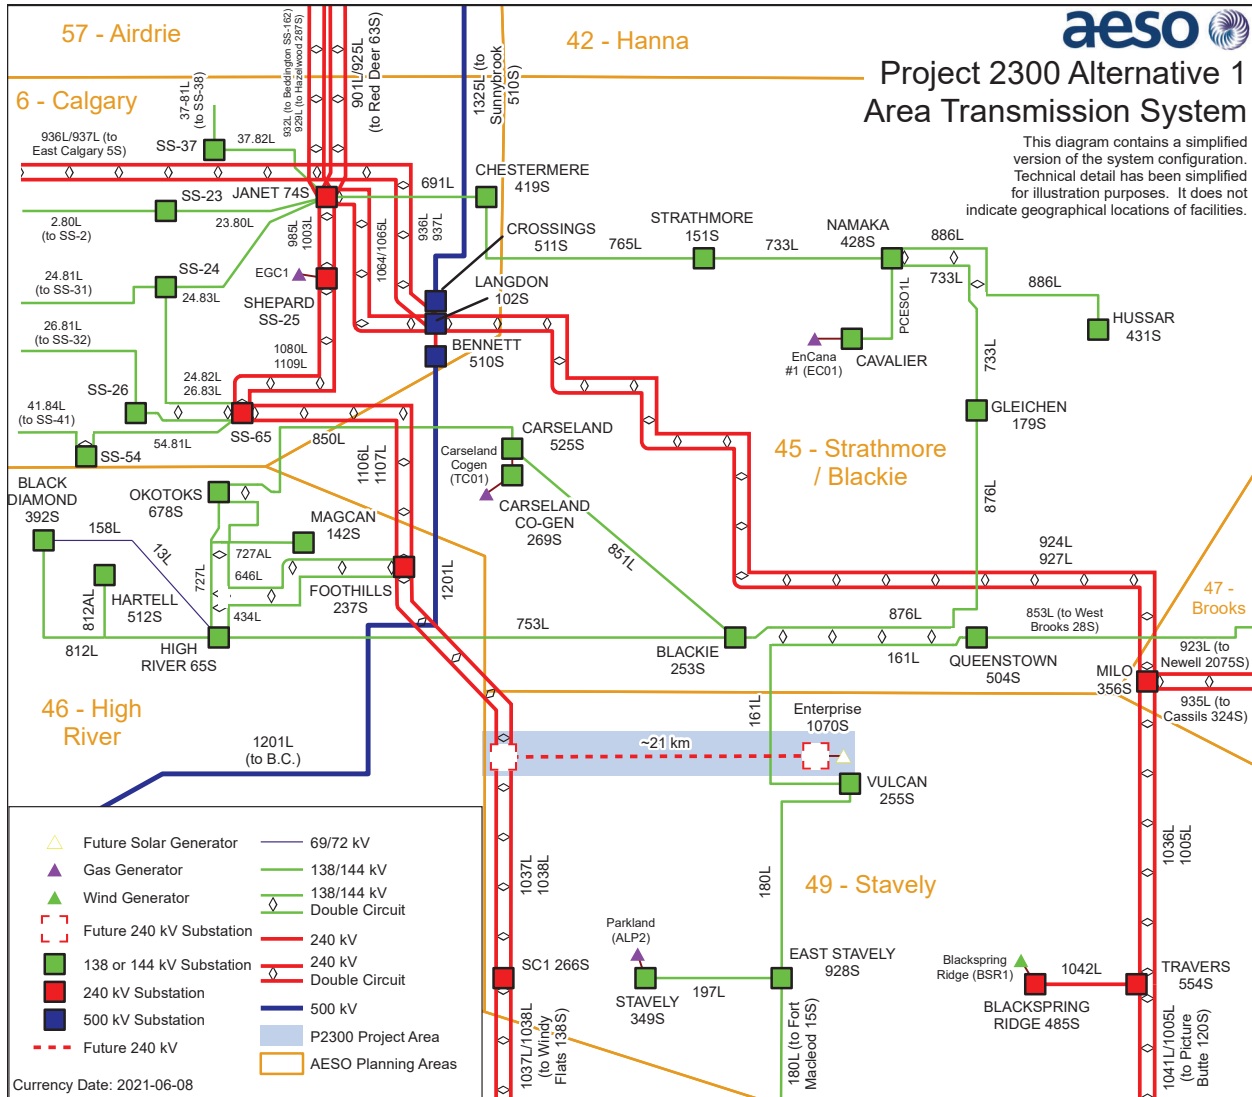 57 - Airdrie
42 - Hanna
aeso
Project 2300 Alternative 1
Area Transmission System
This diagram contains a simplified
version of the system configuration.
Technical detail has been simplified
for illustration purposes. It does not
indicate geographical locations of facilities.
6 - Calgary
37-81L
(to SS-38)
932L (to Beddington SS-162)
929L (to Hazelwood 287S)
901L/925L
(to Red Deer 63S)
1325L (to
Sunnybrook
510S)
936L/937L (to
East Calgary 5S)
SS-37
37.82L
SS-23
JANET 74S
691L
CHESTERMERE
419S
2.80L
(to SS-2)
23.80L
985L
1003L
1064/1065L
936L
937L
CROSSINGS
511S
STRATHMORE
151S
765L
733L
NAMAKA
428S
886L
733L
886L
HUSSAR
431S
24.81L
(to SS-31)
SS-24
24.83L
EGC1
SHEPARD
SS-25
LANGDON
102S
BENNETT
510S
PCESO1L
EnCana
#1 (EC01)
CAVALIER
733L
26.81L
(to SS-32)
1080L
1109L
24.82L
26.83L
SS-26
41.84L
(to SS-41)
54.81L
SS-65
SS-54
GLEICHEN
179S
850L
1106L
1107L
Carseland
Cogen
(TC01)
CARSELAND
525S
CARSELAND
CO-GEN
269S
45 - Strathmore
/ Blackie
876L
BLACK
DIAMOND
392S
OKOTOKS
678S
MAGCAN
142S
158L
13L
727AL
727L
646L
434L
812AL
HARTELL
512S
FOOTHILLS
237S
1201L
851L
924L
927L
47 -
Brooks
853L (to West
Brooks 28S)
812L
HIGH
RIVER 65S
753L
BLACKIE
253S
876L
161L
QUEENSTOWN
504S
923L (to
Newell 2075S)
MILO
356S
935L (to
Cassils 324S)
46 - High
River
161L
Enterprise
1070S
~21 km
1201L
(to B.C.)
VULCAN
255S
1037L
1038L
180L
49 - Stavely
1036L
1005L
Parkland
(ALP2)
SC1 266S
STAVELY
349S
197L
EAST STAVELY
928S
Blackspring
Ridge (BSR1)
1042L
BLACKSPRING
RIDGE 485S
TRAVERS
554S
1037L/1038L
(to Windy
Flats 138S)
180L (to Fort
Macleod 15S)
1041L/1005L
(to Picture
Butte 120S)
Future Solar Generator
Gas Generator
Wind Generator
Future 240 kV Substation
138 or 144 kV Substation
240 kV Substation
500 kV Substation
Future 240 kV
69/72 kV
138/144 kV
138/144 kV
Double Circuit
240 kV
240 kV
Double Circuit
500 kV
P2300 Project Area
AESO Planning Areas
Currency Date: 2021-06-08